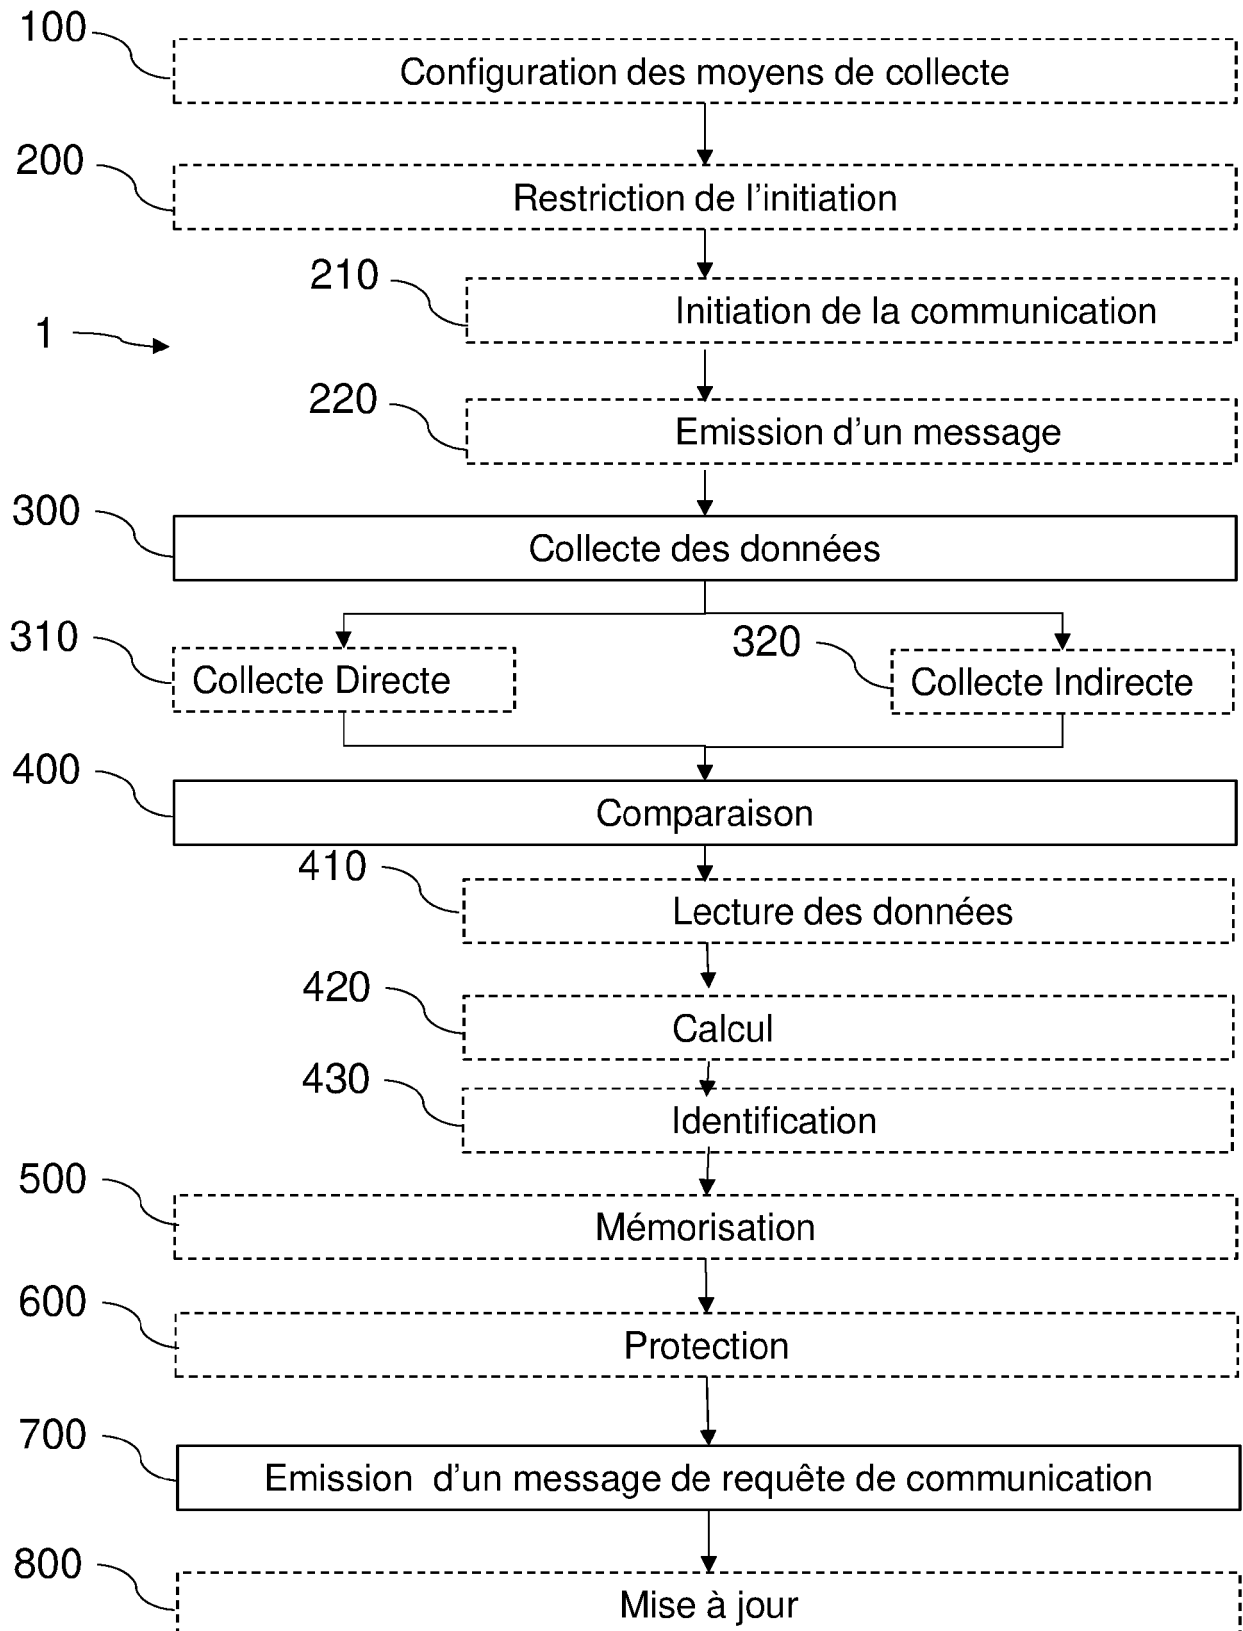 100
Configuration des moyens de collecte
200
Restriction de l'initiation
210
Initiation de la communication
1
220
Emission d'un message
300
Collecte des données
310
Collecte Directe
320
Collecte Indirecte
400
Comparaison
410
Lecture des données
420
Calcul
430
Identification
500
Mémorisation
600
Protection
700
Emission d'un message de requête de communication
800
Mise à jour